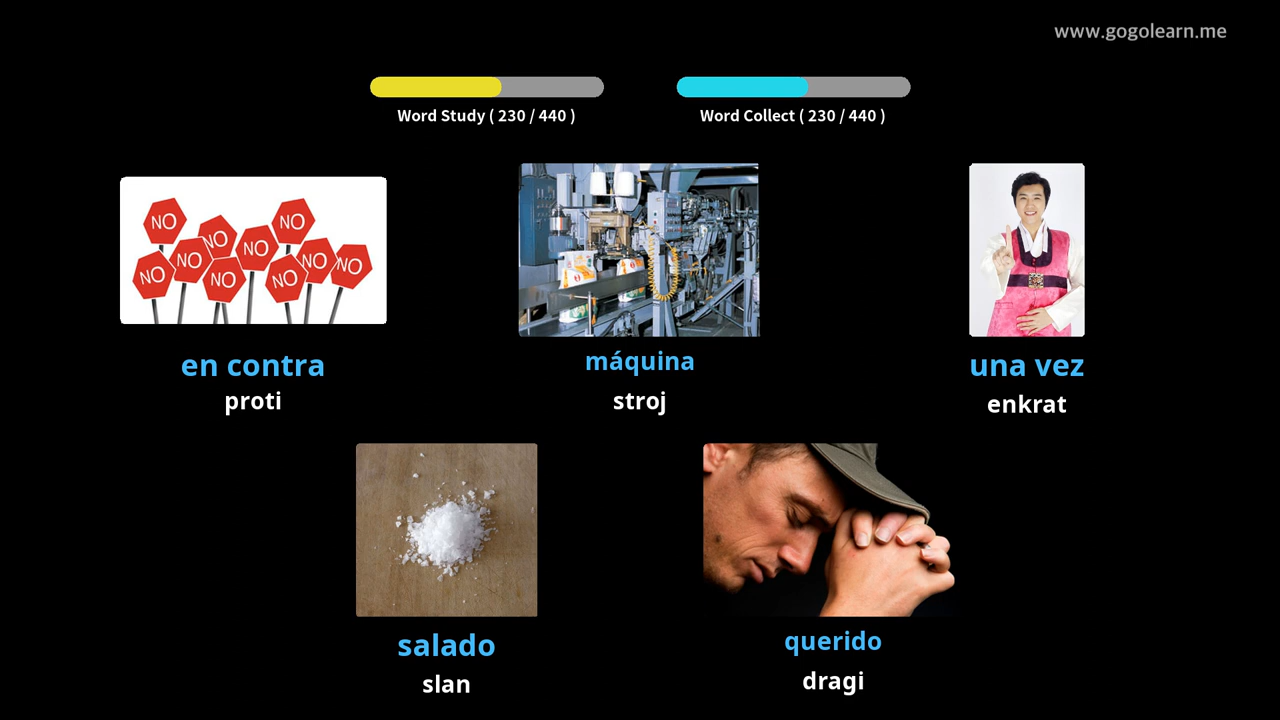 www.gogolearn.me
Word Study ( 230 / 440 )
Word Collect ( 230 / 440 )
NO
NO
NO
NO
NO
NO
NO
NO
NO
NO
en contra
proti
máquina
stroj
una vez
enkrat
salado
slan
querido
dragi